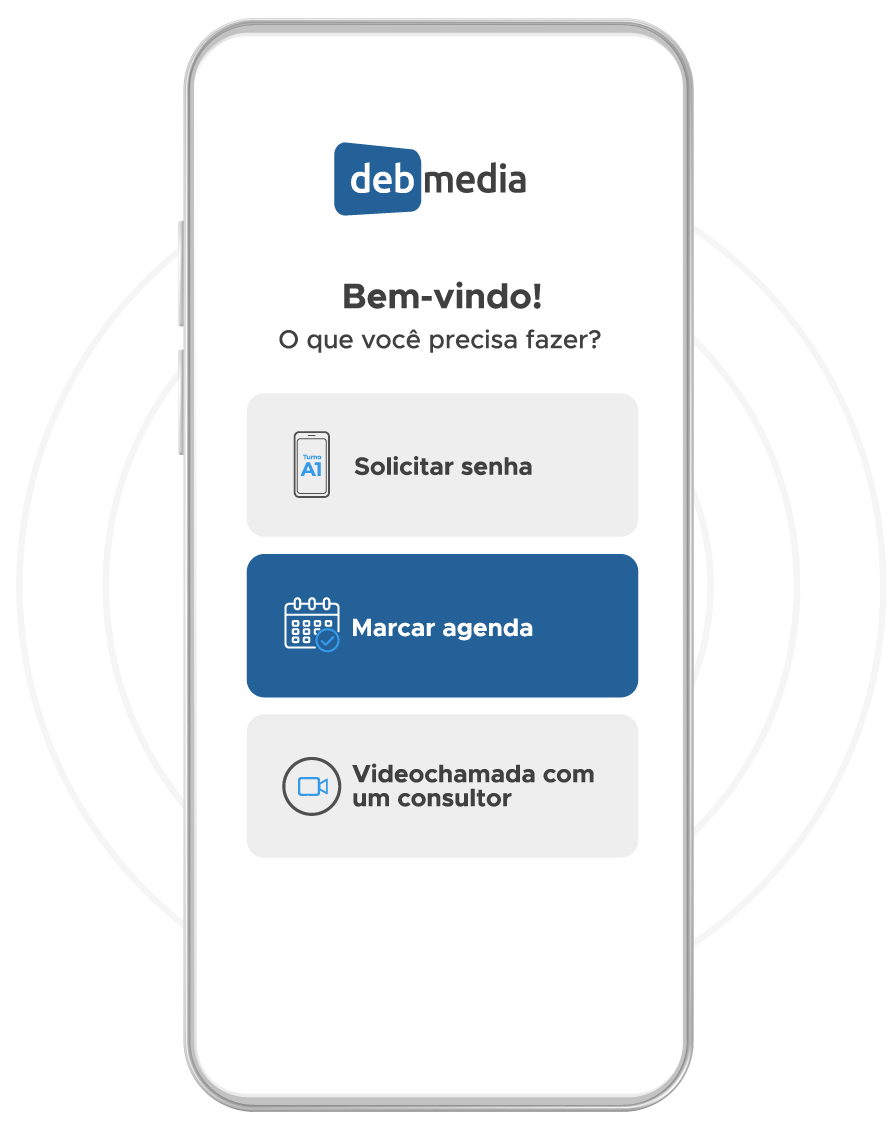 debmedia
Bem-vindo!
O que você precisa fazer?
Turno
A1
Solicitar senha
Marcar agenda
Videochamada com
um consultor